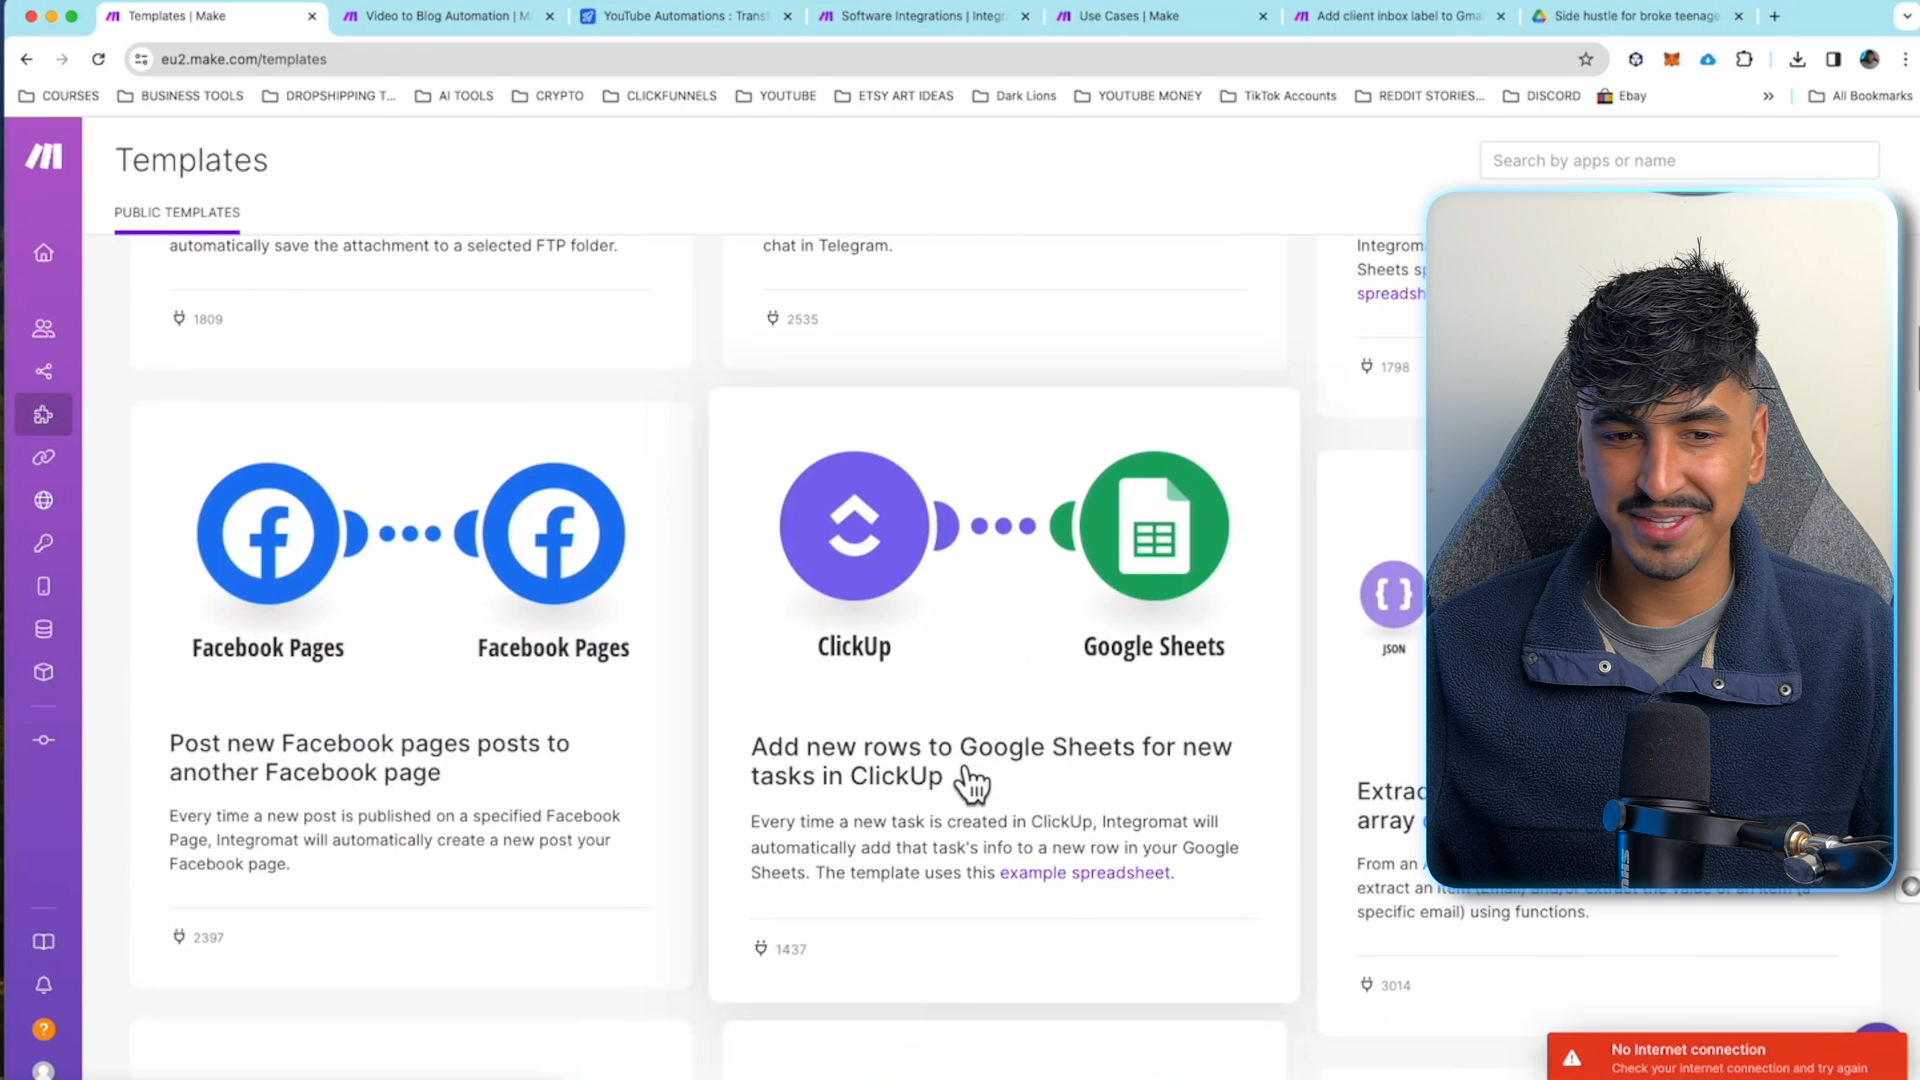 Templates | Make
Video to Blog Automation | M
YouTube Automations : Transf
Software Integrations | Integr
Use Cases | Make
Add client inbox label to Gma
Side hustle for broke teenage
eu2.make.com/templates
COURSES
BUSINESS TOOLS
DROPSHIPPING T...
AI TOOLS
CRYPTO
CLICKFUNNELS
YOUTUBE
ETSY ART IDEAS
Dark Lions
YOUTUBE MONEY
TikTok Accounts
REDDIT STORIES...
DISCORD
Ebay
All Bookmarks
Templates
Search by apps or name
PUBLIC TEMPLATES
automatically save the attachment to a selected FTP folder.
1809
chat in Telegram.
2535
Integrom
Sheets sp
spreadsh
1798
Facebook Pages
Facebook Pages
Post new Facebook pages posts to
another Facebook page
Every time a new post is published on a specified Facebook
Page, Integromat will automatically create a new post your
Facebook page.
2397
ClickUp
Google Sheets
Add new rows to Google Sheets for new
tasks in ClickUp
Every time a new task is created in ClickUp, Integromat will
automatically add that task's info to a new row in your Google
Sheets. The template uses this example spreadsheet.
1437
JSON
Extrac
array
From an
extract an
specific email) using functions.
3014
No Internet connection
Check your internet connection and try again